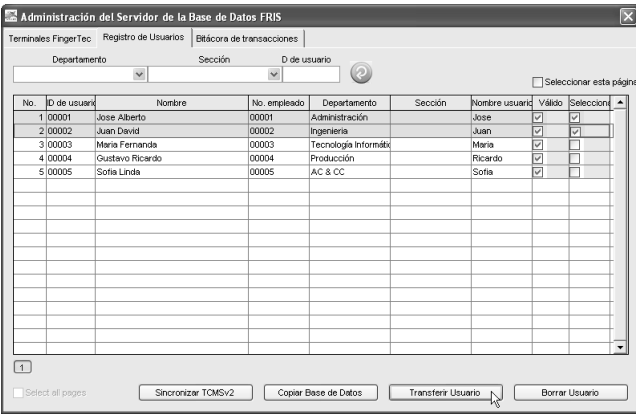 Administración del Servidor de la Base de Datos FRIS
Terminales FingerTec Registro de Usuarios Bitácora de transacciones
Departamento Sección D de usuario
Seleccionar esta página
No. ID de usuario Nombre No. empleado Departamento Sección Nombre usuario Válido Selecciona
1 00001 Jose Alberto 00001 Administración Jose
2 00002 Juan David 00002 Ingenieria Juan
3 00003 Maria Fernanda 00003 Tecnología Informátic Maria
4 00004 Gustavo Ricardo 00004 Producción Ricardo
5 00005 Sofia Linda 00005 AC & CC Sofia
1
Select all pages Sincronizar TCMSv2 Copiar Base de Datos Transferir Usuario Borrar Usuario